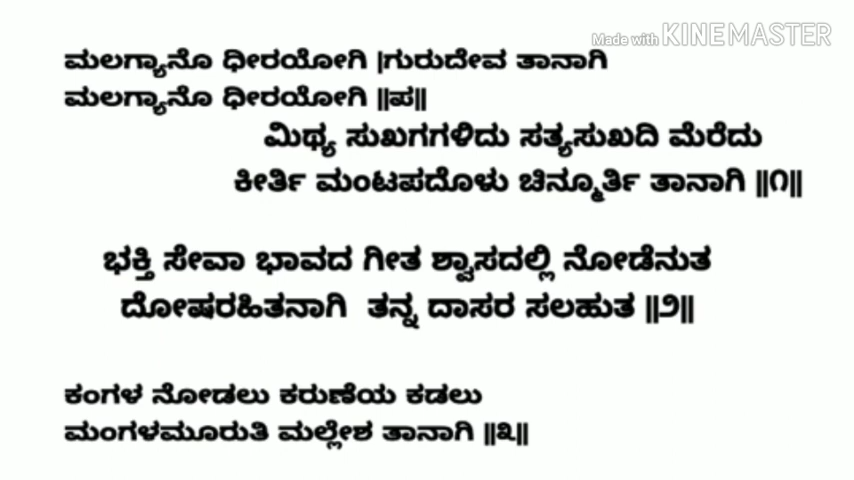 Made with KINEMASTER
ಮಲಗ್ಯಾನೊ ಧೀರಯೋಗಿ |ಗುರುದೇವ ತಾನಾಗಿ
ಮಲಗ್ಯಾನೊ ಧೀರಯೋಗಿ ||ಪ||
ಮಿಥ್ಯ ಸುಖಗಗಳಿದು ಸತ್ಯಸುಖದಿ ಮೆರೆದು
ಕೀರ್ತಿ ಮಂಟಪದೊಳು ಚಿನ್ಮೂರ್ತಿ ತಾನಾಗಿ ||೧||
ಭಕ್ತಿ ಸೇವಾ ಭಾವದ ಗೀತ ಶ್ವಾಸದಲ್ಲಿ ನೋಡೆನುತ
ದೋಷರಹಿತನಾಗಿ ತನ್ನ ದಾಸರ ಸಲಹುತ ||೨||
ಕಂಗಳ ನೋಡಲು ಕರುಣೆಯ ಕಡಲು
ಮಂಗಳಮೂರುತಿ ಮಲ್ಲೇಶ ತಾನಾಗಿ ||೩||